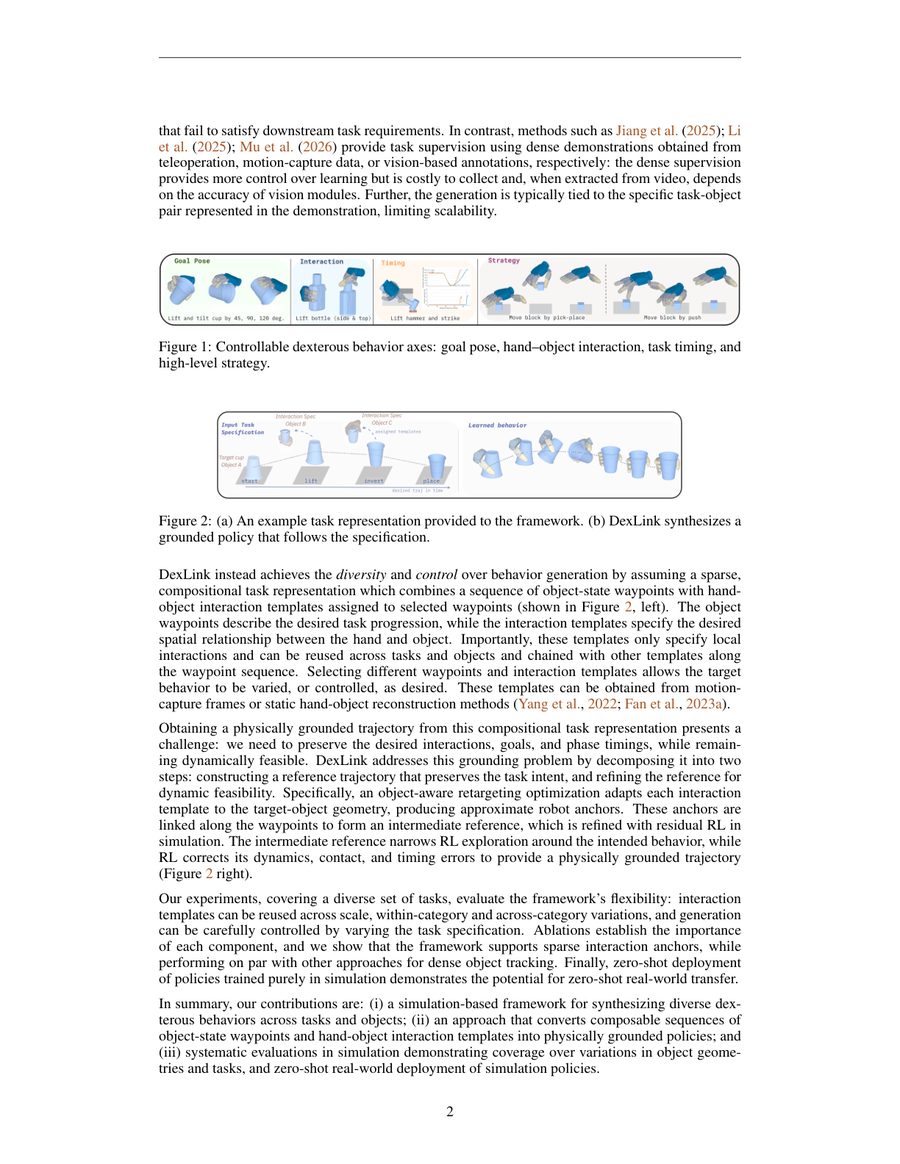 that fail to satisfy downstream task requirements. In contrast, methods such as Jiang et al. (2025); Li
et al. (2025); Mu et al. (2026) provide task supervision using dense demonstrations obtained from
teleoperation, motion-capture data, or vision-based annotations, respectively: the dense supervision
provides more control over learning but is costly to collect and, when extracted from video, depends
on the accuracy of vision modules. Further, the generation is typically tied to the specific task-object
pair represented in the demonstration, limiting scalability.
Goal Pose
Interaction
Timing
Strategy
Lift and tilt cup by 45, 90, 120 deg.
Lift bottle (side & top)
Lift hammer and strike
Move block by pick-place
Move block by push
Figure 1: Controllable dexterous behavior axes: goal pose, hand–object interaction, task timing, and
high-level strategy.
Input Task
Specification
Interaction Spec
Object B
Interaction Spec
Object C
assigned templates
Target cup
Object A
start
lift
invert
place
desired traj in time
Learned behavior
Figure 2: (a) An example task representation provided to the framework. (b) DexLink synthesizes a
grounded policy that follows the specification.
DexLink instead achieves the diversity and control over behavior generation by assuming a sparse,
compositional task representation which combines a sequence of object-state waypoints with hand-
object interaction templates assigned to selected waypoints (shown in Figure 2, left). The object
waypoints describe the desired task progression, while the interaction templates specify the desired
spatial relationship between the hand and object. Importantly, these templates only specify local
interactions and can be reused across tasks and objects and chained with other templates along
the waypoint sequence. Selecting different waypoints and interaction templates allows the target
behavior to be varied, or controlled, as desired. These templates can be obtained from motion-
capture frames or static hand-object reconstruction methods (Yang et al., 2022; Fan et al., 2023a).
Obtaining a physically grounded trajectory from this compositional task representation presents a
challenge: we need to preserve the desired interactions, goals, and phase timings, while remain-
ing dynamically feasible. DexLink addresses this grounding problem by decomposing it into two
steps: constructing a reference trajectory that preserves the task intent, and refining the reference for
dynamic feasibility. Specifically, an object-aware retargeting optimization adapts each interaction
template to the target-object geometry, producing approximate robot anchors. These anchors are
linked along the waypoints to form an intermediate reference, which is refined with residual RL in
simulation. The intermediate reference narrows RL exploration around the intended behavior, while
RL corrects its dynamics, contact, and timing errors to provide a physically grounded trajectory
(Figure 2 right).
Our experiments, covering a diverse set of tasks, evaluate the framework's flexibility: interaction
templates can be reused across scale, within-category and across-category variations, and generation
can be carefully controlled by varying the task specification. Ablations establish the importance
of each component, and we show that the framework supports sparse interaction anchors, while
performing on par with other approaches for dense object tracking. Finally, zero-shot deployment
of policies trained purely in simulation demonstrates the potential for zero-shot real-world transfer.
In summary, our contributions are: (i) a simulation-based framework for synthesizing diverse dex-
terous behaviors across tasks and objects; (ii) an approach that converts composable sequences of
object-state waypoints and hand-object interaction templates into physically grounded policies; and
(iii) systematic evaluations in simulation demonstrating coverage over variations in object geome-
tries and tasks, and zero-shot real-world deployment of simulation policies.
2